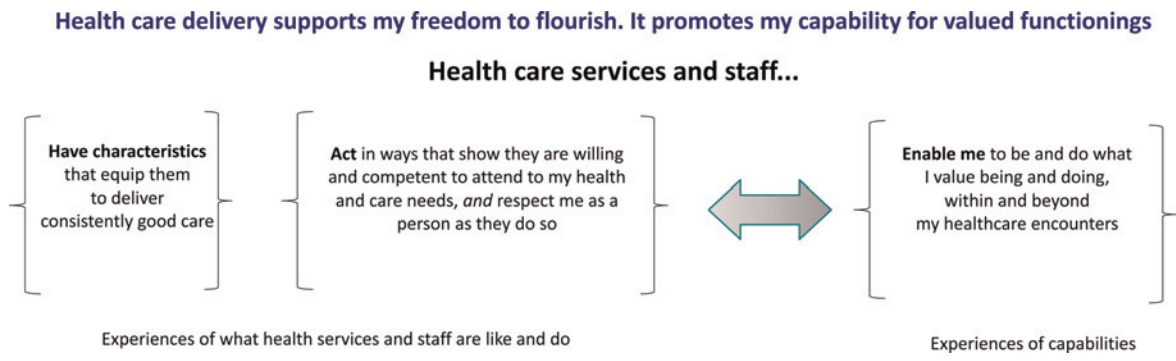 Health care delivery supports my freedom to flourish. It promotes my capability for valued functionings
Health care services and staff...
Have characteristics
that equip them
to deliver
consistently good care
Act in ways that show they are willing
and competent to attend to my health
and care needs, and respect me as a
person as they do so
Enable me to be and do what
I value being and doing,
within and beyond
my healthcare encounters
Experiences of what health services and staff are like and do
Experiences of capabilities